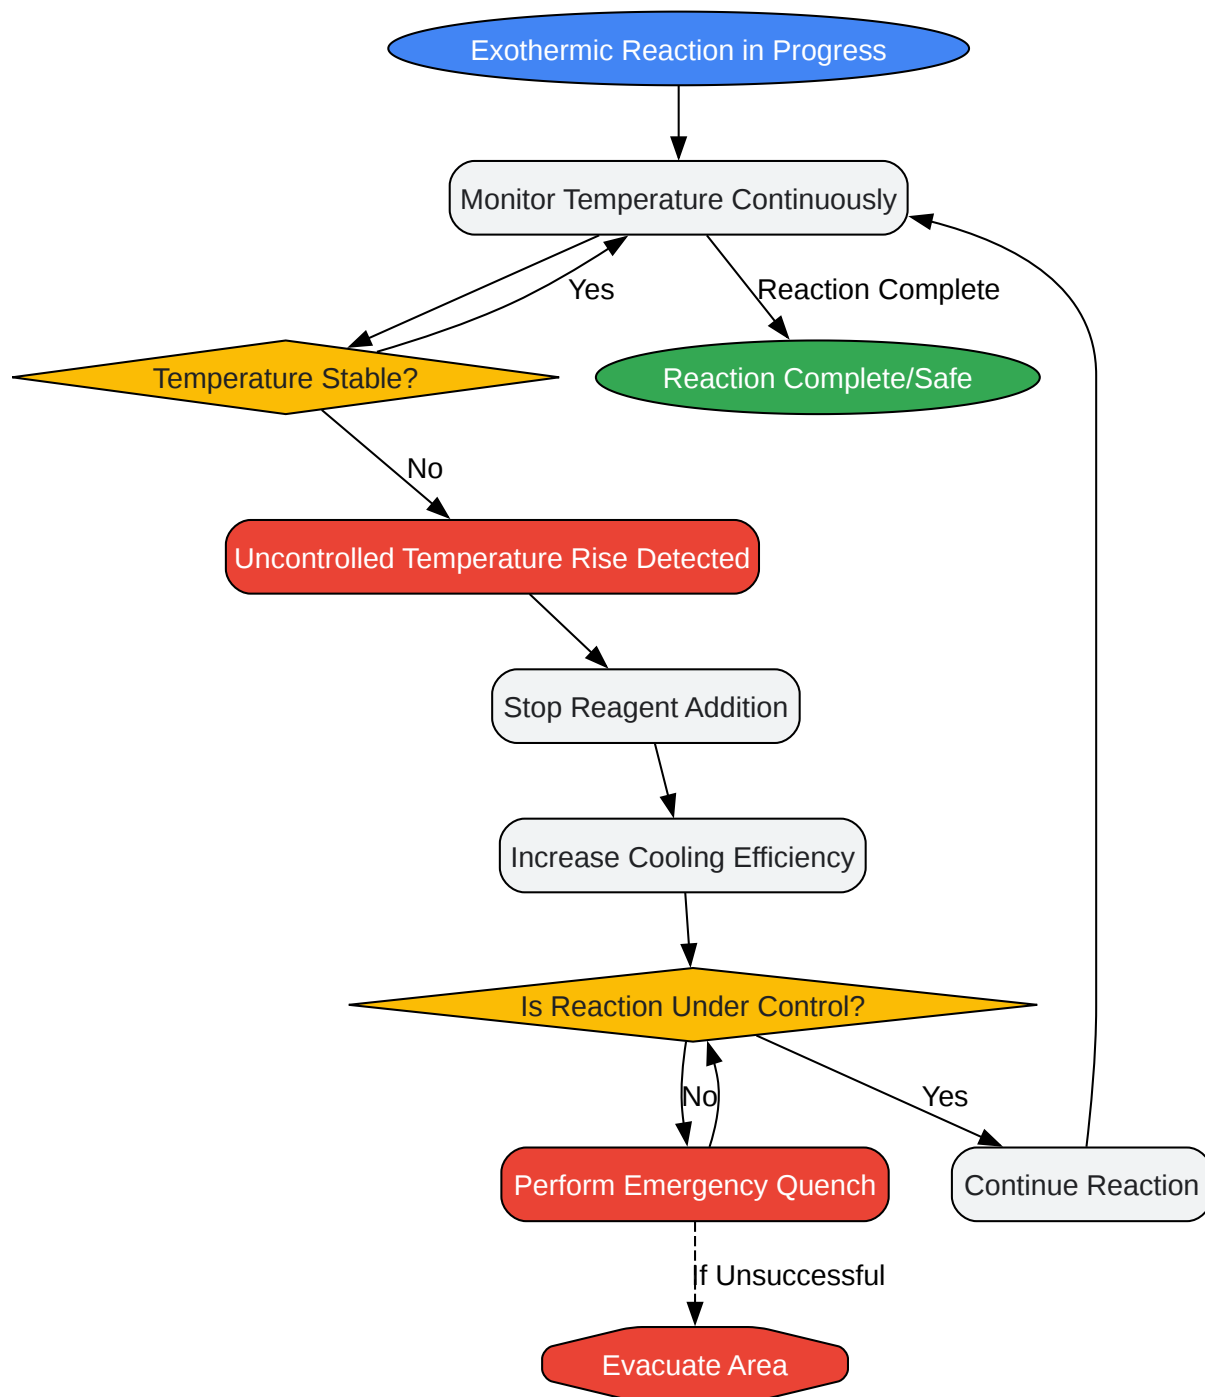 Exothermic Reaction in Progress
Monitor Temperature Continuously
Yes
Reaction Complete
Temperature Stable?
Reaction Complete/Safe
No
Uncontrolled Temperature Rise Detected
Stop Reagent Addition
Increase Cooling Efficiency
Is Reaction Under Control?
No
Yes
Perform Emergency Quench
Continue Reaction
If Unsuccessful
Evacuate Area